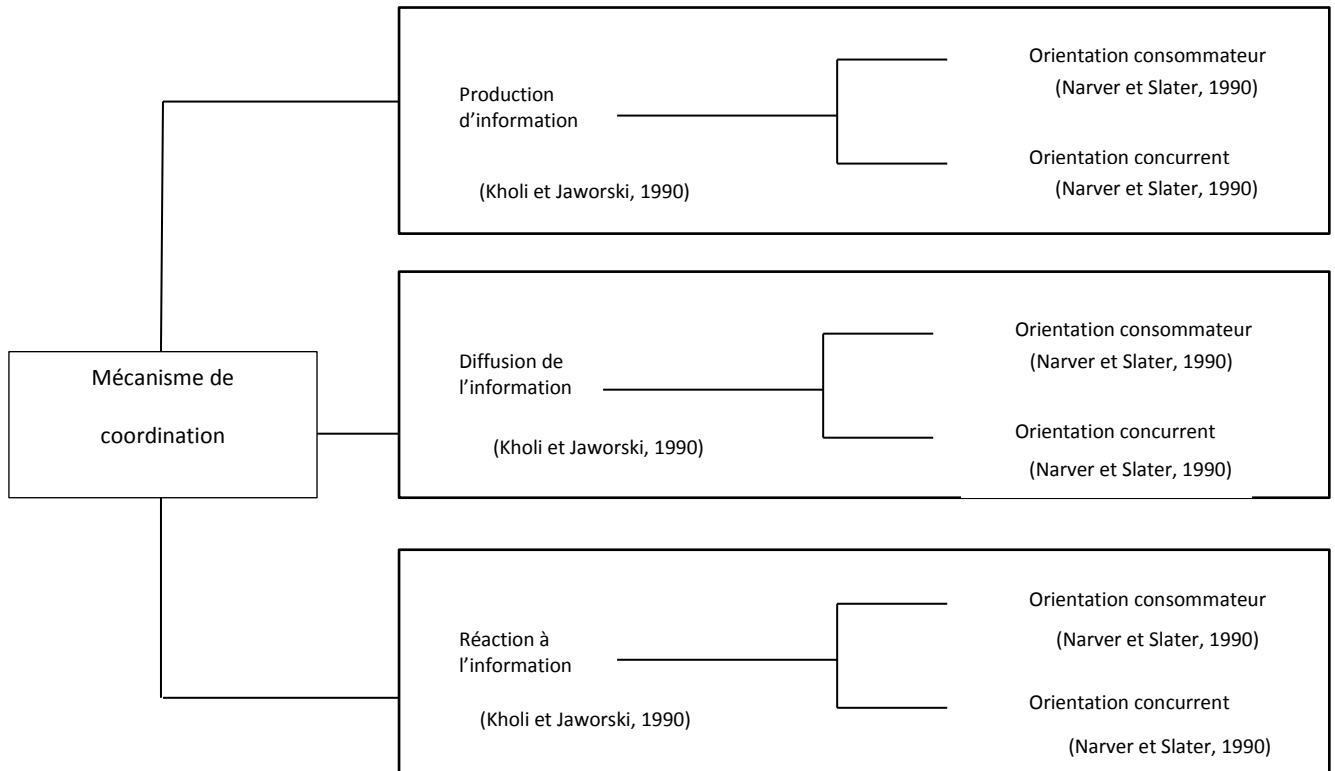 Production
d’information
(Kholi et Jaworski, 1990)
Orientation consommateur
(Narver et Slater, 1990)
Orientation concurrent
(Narver et Slater, 1990)
Mécanisme de
coordination
Diffusion de
l’information
(Kholi et Jaworski, 1990)
Orientation consommateur
(Narver et Slater, 1990)
Orientation concurrent
(Narver et Slater, 1990)
Réaction à
l’information
(Kholi et Jaworski, 1990)
Orientation consommateur
(Narver et Slater, 1990)
Orientation concurrent
(Narver et Slater, 1990)